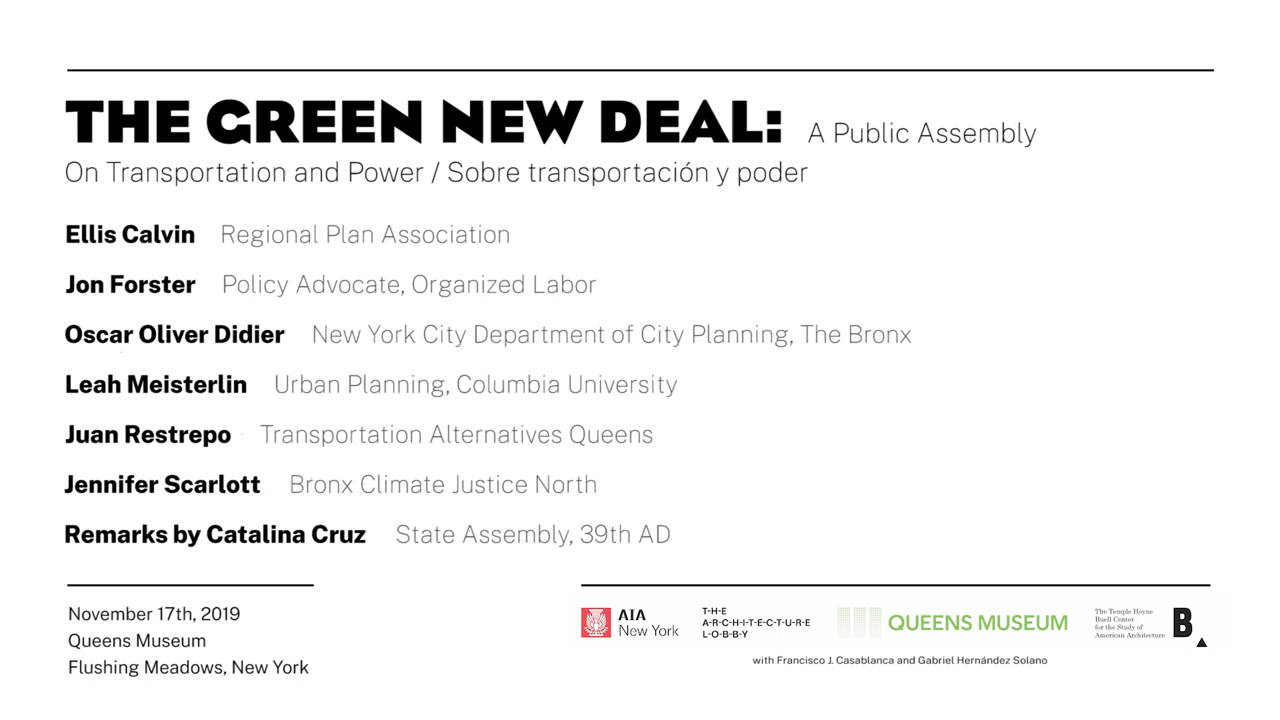 THE GREEN NEW DEAL: A Public Assembly
On Transportation and Power / Sobre transportación y poder
Ellis Calvin Regional Plan Association
Jon Forster Policy Advocate, Organized Labor
Oscar Oliver Didier New York City Department of City Planning, The Bronx
Leah Meisterlin Urban Planning, Columbia University
Juan Restrepo Transportation Alternatives Queens
Jennifer Scarlott Bronx Climate Justice North
Remarks by Catalina Cruz State Assembly, 39th AD
November 17th, 2019
Queens Museum
Flushing Meadows, New York
AIA
New York
T-H-E
A-R-C-H-I-T-E-C-T-U-R-E
L-O-B-B-Y
QUEENS MUSEUM
The Temple Hoyne
Buell Center
for the Study of
American Architecture
B
with Francisco J. Casablanca and Gabriel Hernández Solano